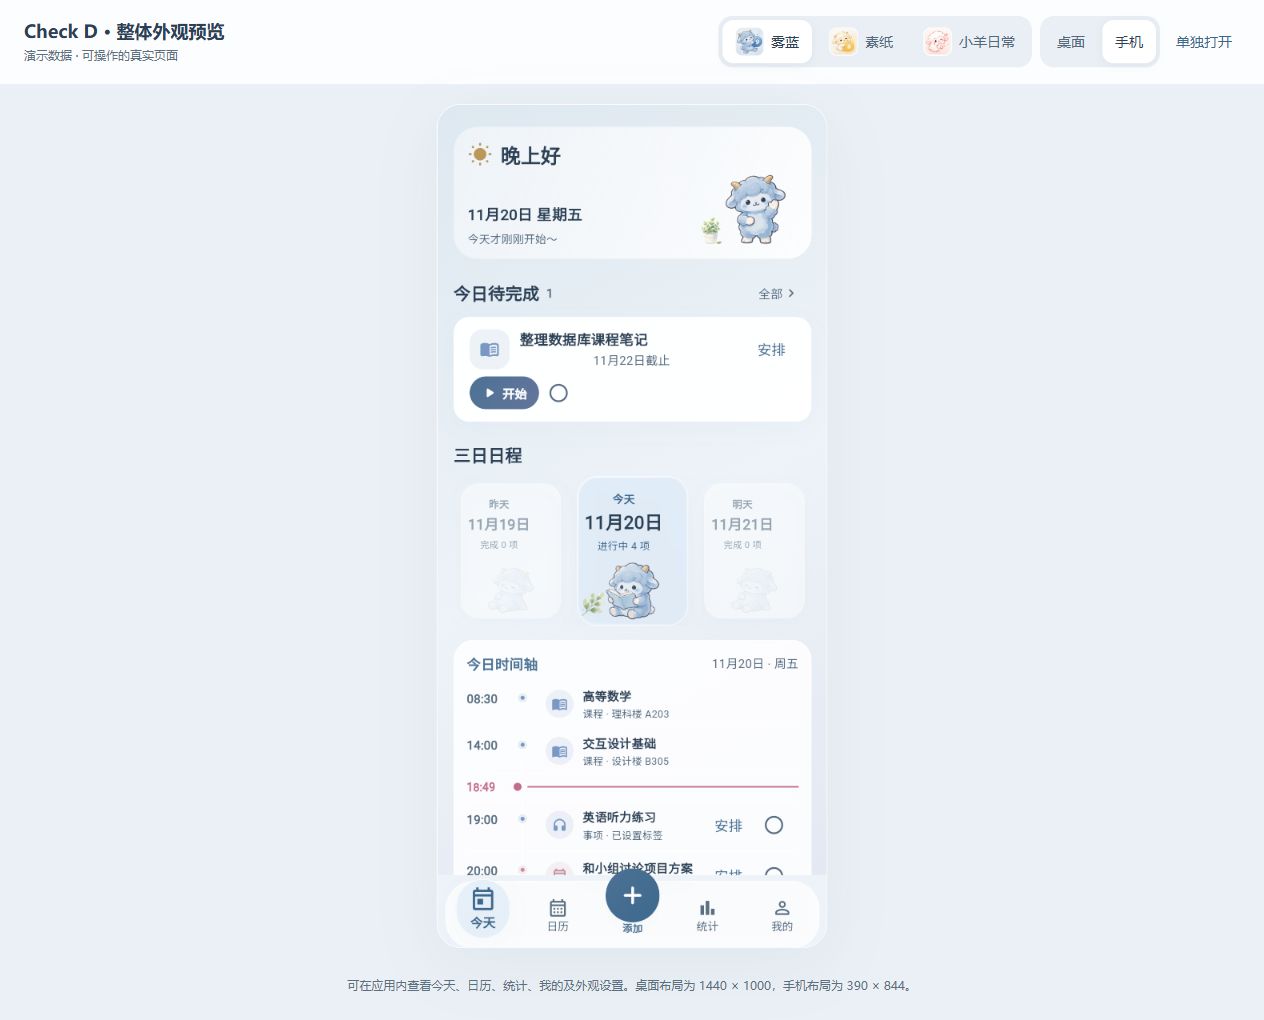 Check D · 整体外观预览
演示数据 · 可操作的真实页面
雾蓝
素纸
小羊日常
桌面
手机
单独打开
晚上好
11月20日 星期五
今天才刚刚开始～
今日待完成 1
全部
整理数据库课程笔记
11月22日截止
安排
开始
三日日程
昨天
11月19日
完成 0 项
今天
11月20日
进行中 4 项
明天
11月21日
完成 0 项
今日时间轴
11月20日 · 周五
08:30
高等数学
课程 · 理科楼 A203
14:00
交互设计基础
课程 · 设计楼 B305
18:49
19:00
英语听力练习
事项 · 已设置标签
安排
20:00
和小组讨论项目方案
安排
今天
日历
添加
统计
我的
可在应用内查看今天、日历、统计、我的及外观设置。桌面布局为 1440 × 1000，手机布局为 390 × 844。